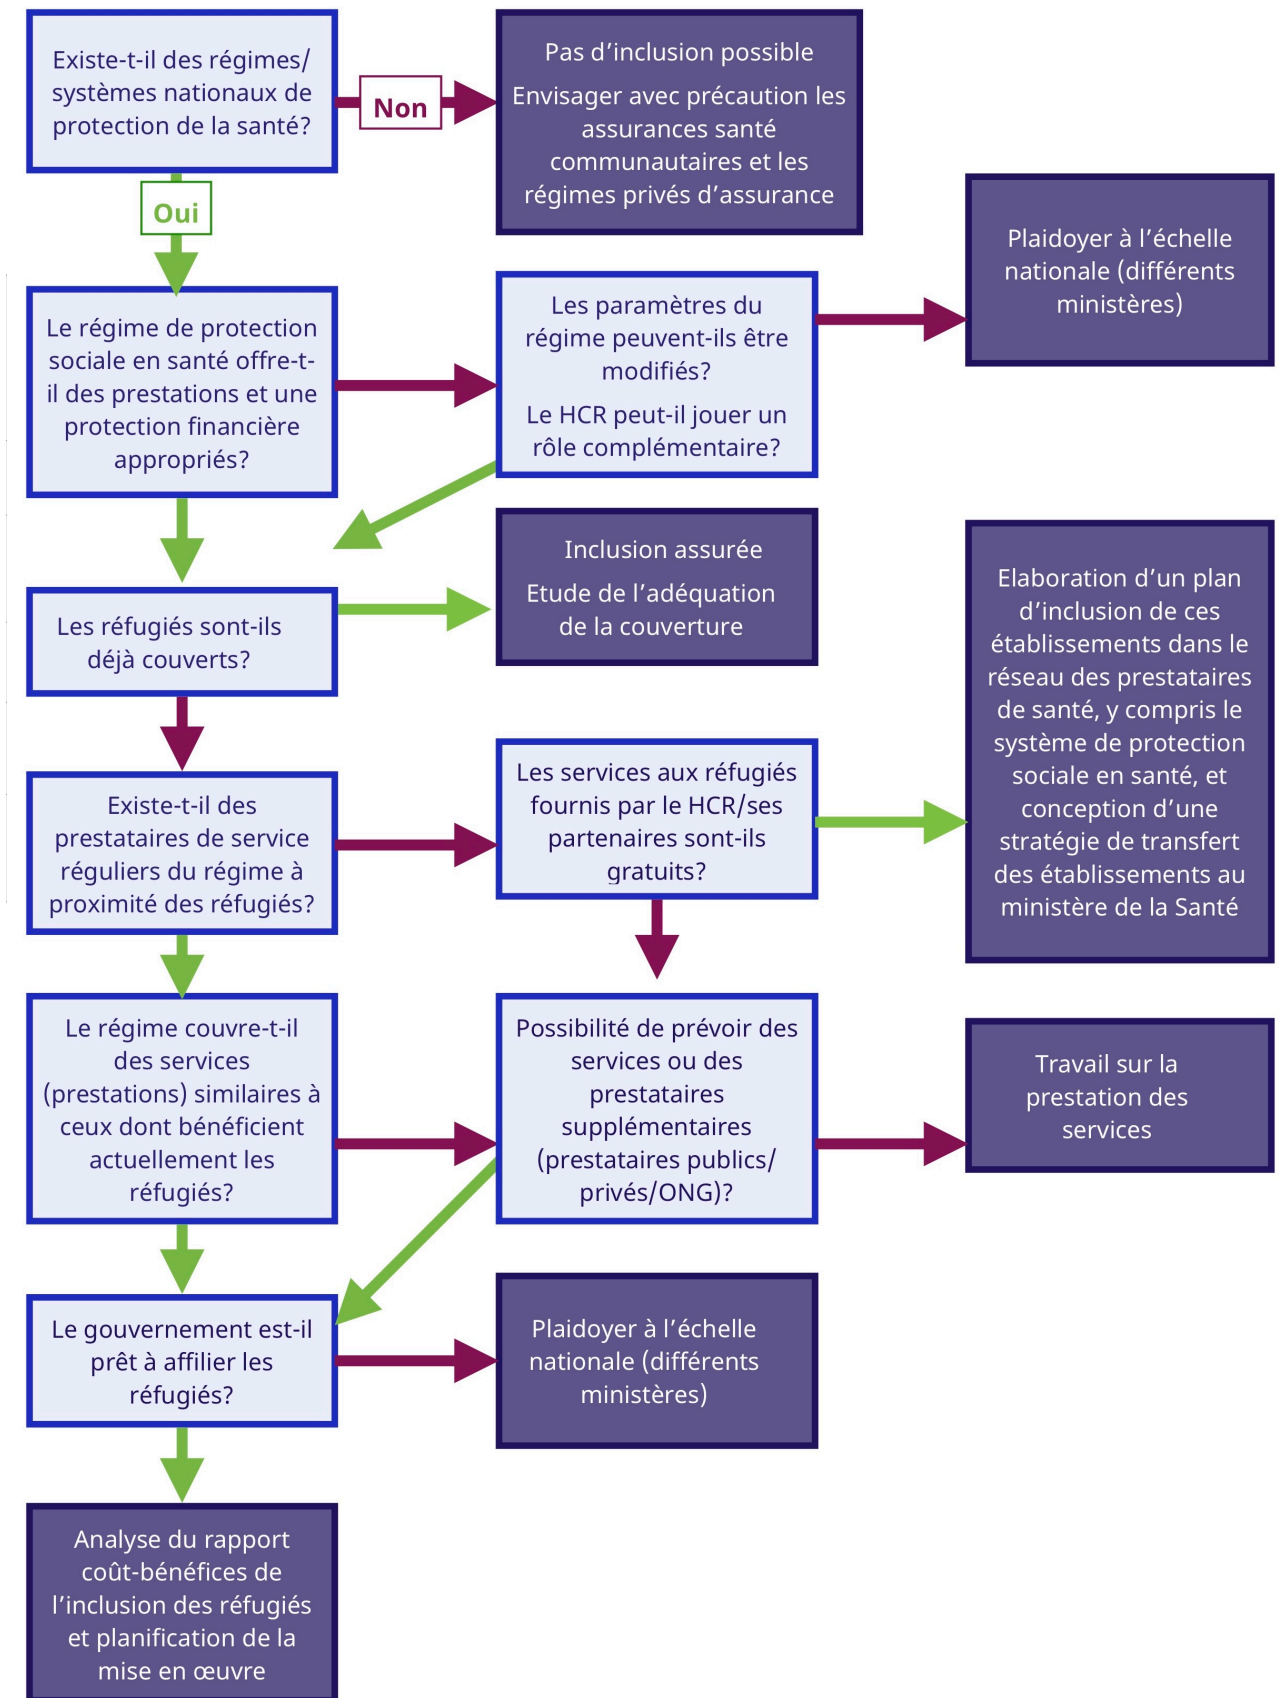 Existe-t-il des régimes/
systèmes nationaux de
protection de la santé?
Non
Pas d’inclusion possible
Envisager avec précaution les
assurances santé
communautaires et les
régimes privés d’assurance
Oui
Plaidoyer à l’échelle
nationale (différents
ministères)
Le régime de protection
sociale en santé offre-t-
il des prestations et une
protection financière
appropriés?
Les paramètres du
régime peuvent-ils être
modifiés?
Le HCR peut-il jouer un
rôle complémentaire?
Inclusion assurée
Etude de l’adéquation
de la couverture
Les réfugiés sont-ils
déjà couverts?
Elaboration d’un plan
d’inclusion de ces
établissements dans le
réseau des prestataires
de santé, y compris le
système de protection
sociale en santé, et
conception d’une
stratégie de transfert
des établissements au
ministère de la Santé
Existe-t-il des
prestataires de service
réguliers du régime à
proximité des réfugiés?
Les services aux réfugiés
fournis par le HCR/ses
partenaires sont-ils
gratuits?
Le régime couvre-t-il
des services
(prestations) similaires à
ceux dont bénéficient
actuellement les
réfugiés?
Possibilité de prévoir des
services ou des
prestataires
supplémentaires
(prestataires publics/
privés/ONG)?
Travail sur la
prestation des
services
Le gouvernement est-il
prêt à affilier les
réfugiés?
Plaidoyer à l’échelle
nationale (différents
ministères)
Analyse du rapport
coût-bénéfices de
l’inclusion des réfugiés
et planification de la
mise en œuvre